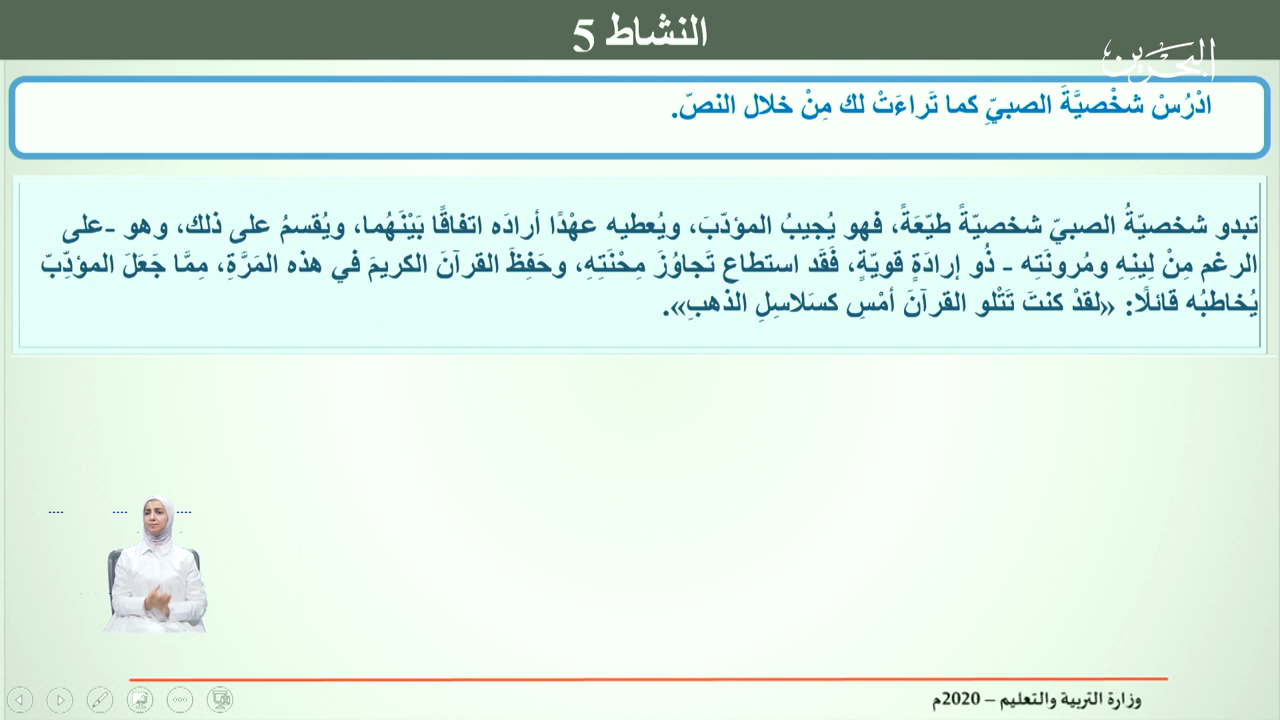 النشاط 5
البحرين
ادْرُسْ شخْصيَّةَ الصبيِّ كما تَراءَتْ لك مِنْ خلال النصّ.
تبدو شخصيّةُ الصبيّ شخصيّةً طيّعَةً، فهو يُجيبُ المؤدّبَ، ويُعطيه عهْدًا أرادَه اتفاقًا بَيْنَهُما، ويُقسمُ على ذلك، وهو -على
الرغم مِنْ لِينِهِ ومُرونَتِه - ذُو إرادَةٍ قويّةٍ، فَقَد استطاع تَجاوُزَ مِحْنَتِهِ، وحَفِظَ القرآنَ الكريمَ في هذه المَرَّةِ، مِمَّا جَعَلَ المؤدِّبّ
يُخاطبُه قائلًا: «لقدْ كنتَ تَتْلو القرآنَ أمْسِ كسَلاسِلِ الذهبِ».
وزارة التربية والتعليم – 2020م